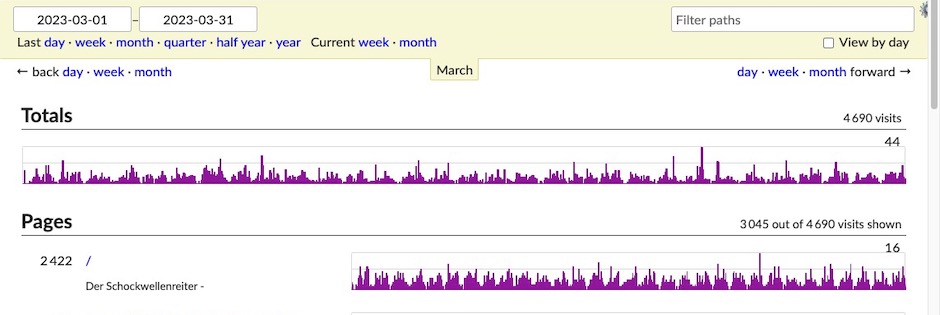 2023-03-01 – 2023-03-31 Filter paths
Last day · week · month · quarter · half year · year Current week · month View by day
← back day · week · month March day · week · month forward →
Totals 4 690 visits
44
Pages 3 045 out of 4 690 visits shown
16
2 422 /
Der Schockwellenreiter -